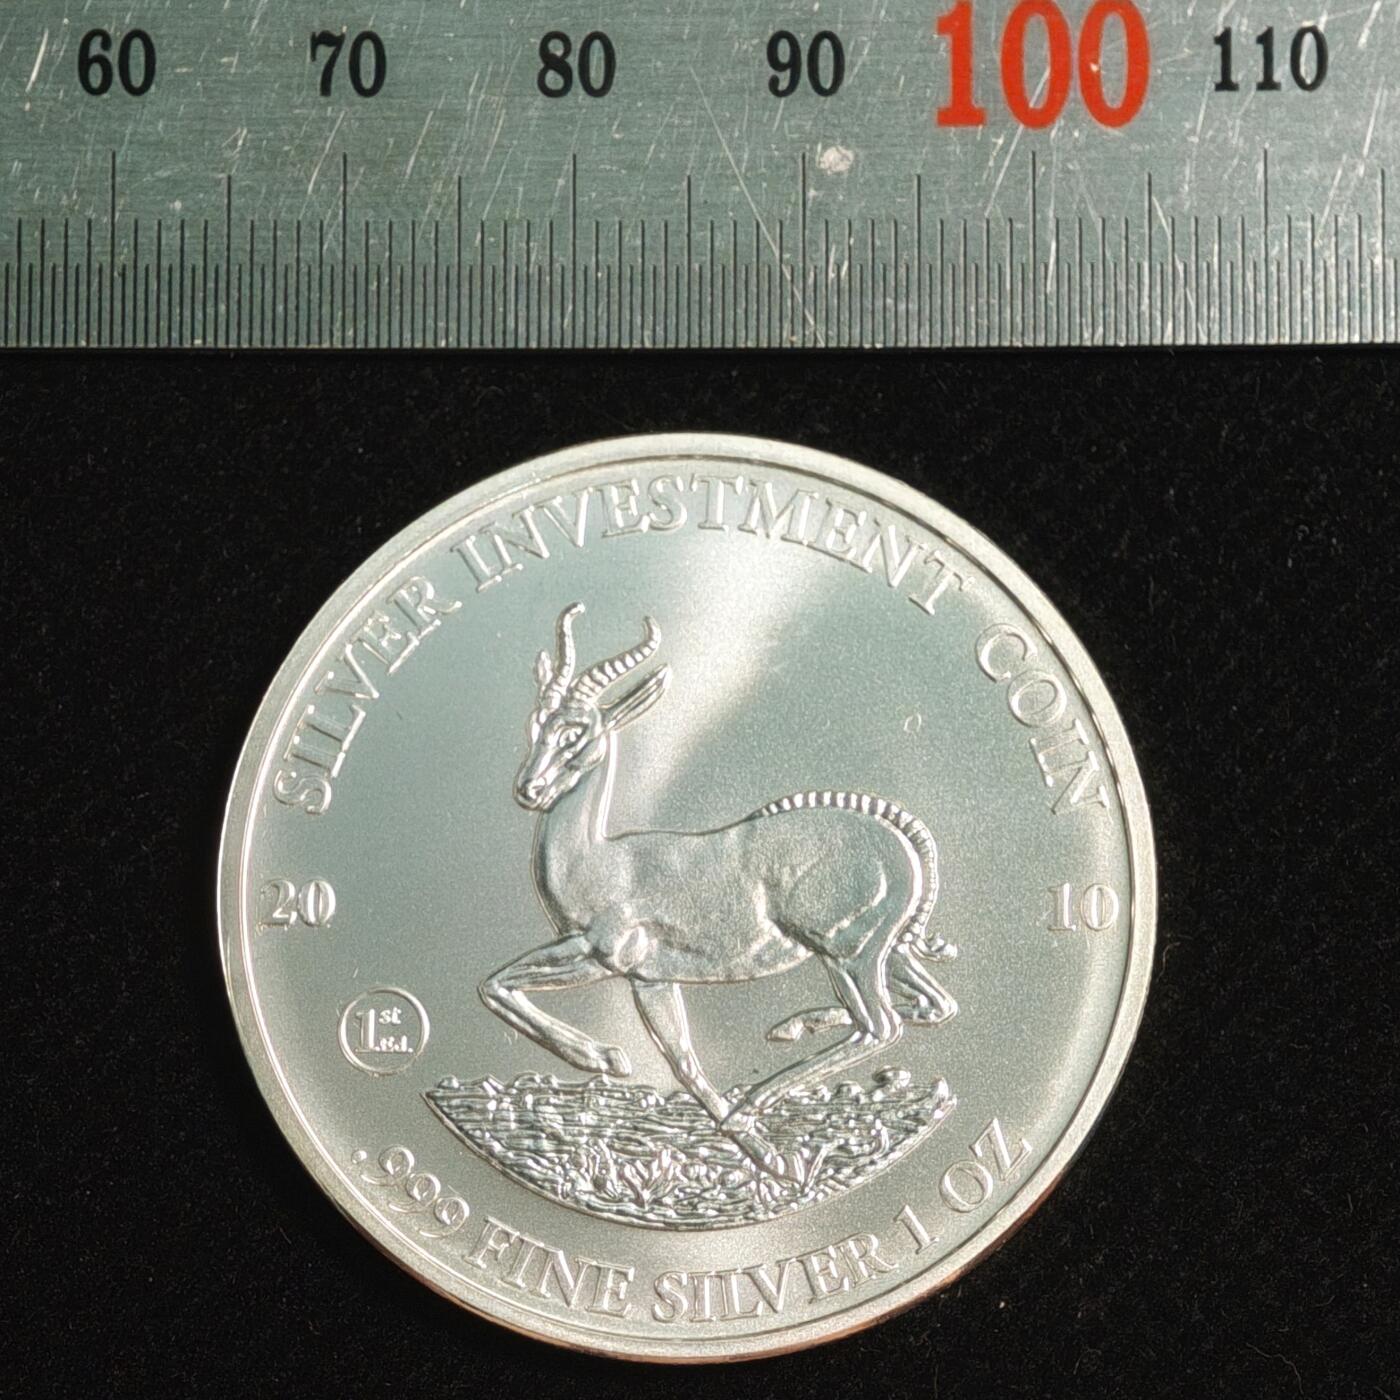 60 70 80 90 100 110
SILVER INVESTMENT COIN
20 10
1st Ed.
.999 FINE SILVER 1 OZ